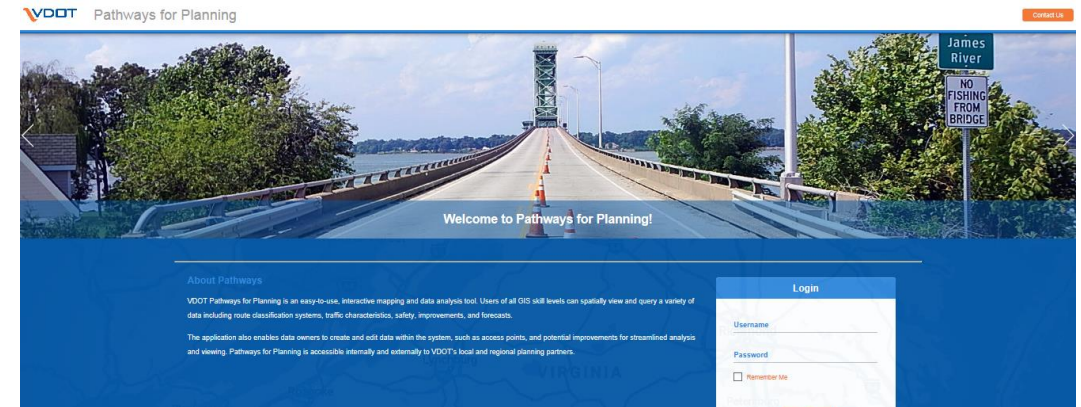 VDOT Pathways for Planning
Contact Us
James
River
NO
FISHING
FROM
BRIDGE
Welcome to Pathways for Planning!
About Pathways
VDOT Pathways for Planning is an easy-to-use, interactive mapping and data analysis tool. Users of all GIS skill levels can spatially view and query a variety of
data including route classification systems, traffic characteristics, safety, improvements, and forecasts.
The application also enables data owners to create and edit data within the system, such as access points, and potential improvements for streamlined analysis
and viewing. Pathways for Planning is accessible internally and externally to VDOT's local and regional planning partners.
VIRGINIA
Login
Username
Password
Remember Me